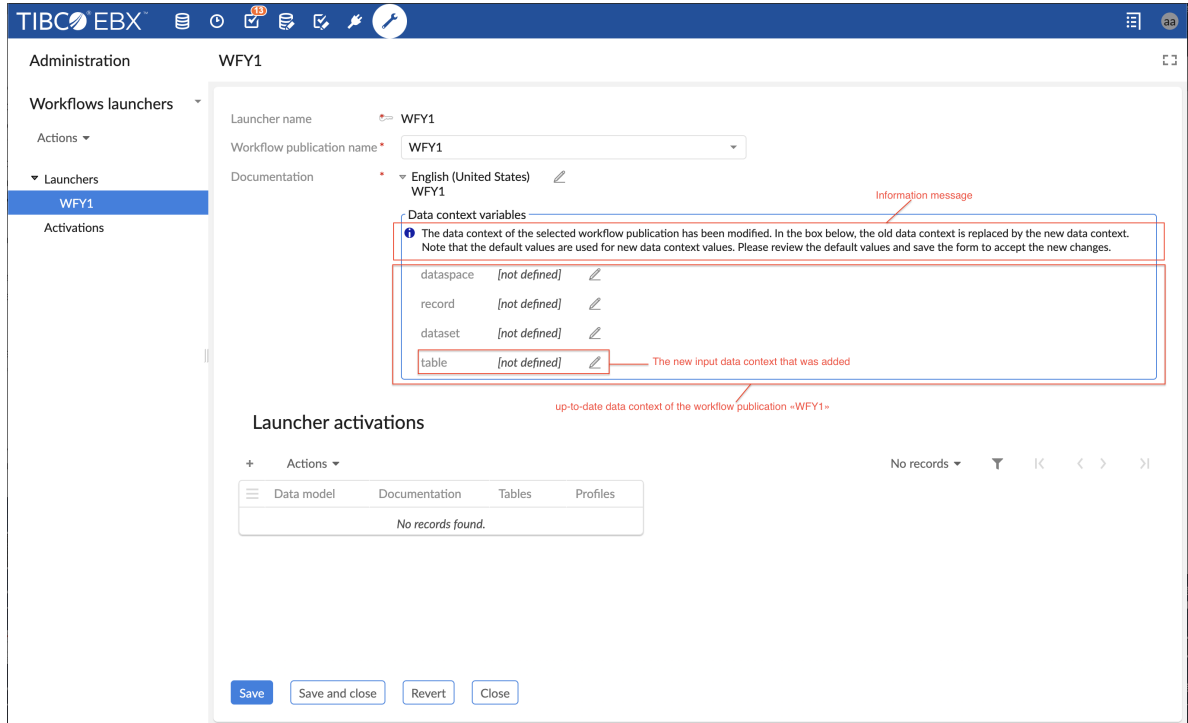 TIBCO EBX™
13
aa
Administration
WFY1
Workflows launchers
Actions
Launchers
WFY1
Activations
Launcher name
WFY1
Workflow publication name *
WFY1
Documentation *
English (United States)
WFY1
Information message
Data context variables
The data context of the selected workflow publication has been modified. In the box below, the old data context is replaced by the new data context.
Note that the default values are used for new data context values. Please review the default values and save the form to accept the new changes.
dataspace [not defined]
record [not defined]
dataset [not defined]
table [not defined]
The new input data context that was added
up-to-date data context of the workflow publication «WFY1»
Launcher activations
+ Actions
No records
Data model Documentation Tables Profiles
No records found.
Save Save and close Revert Close